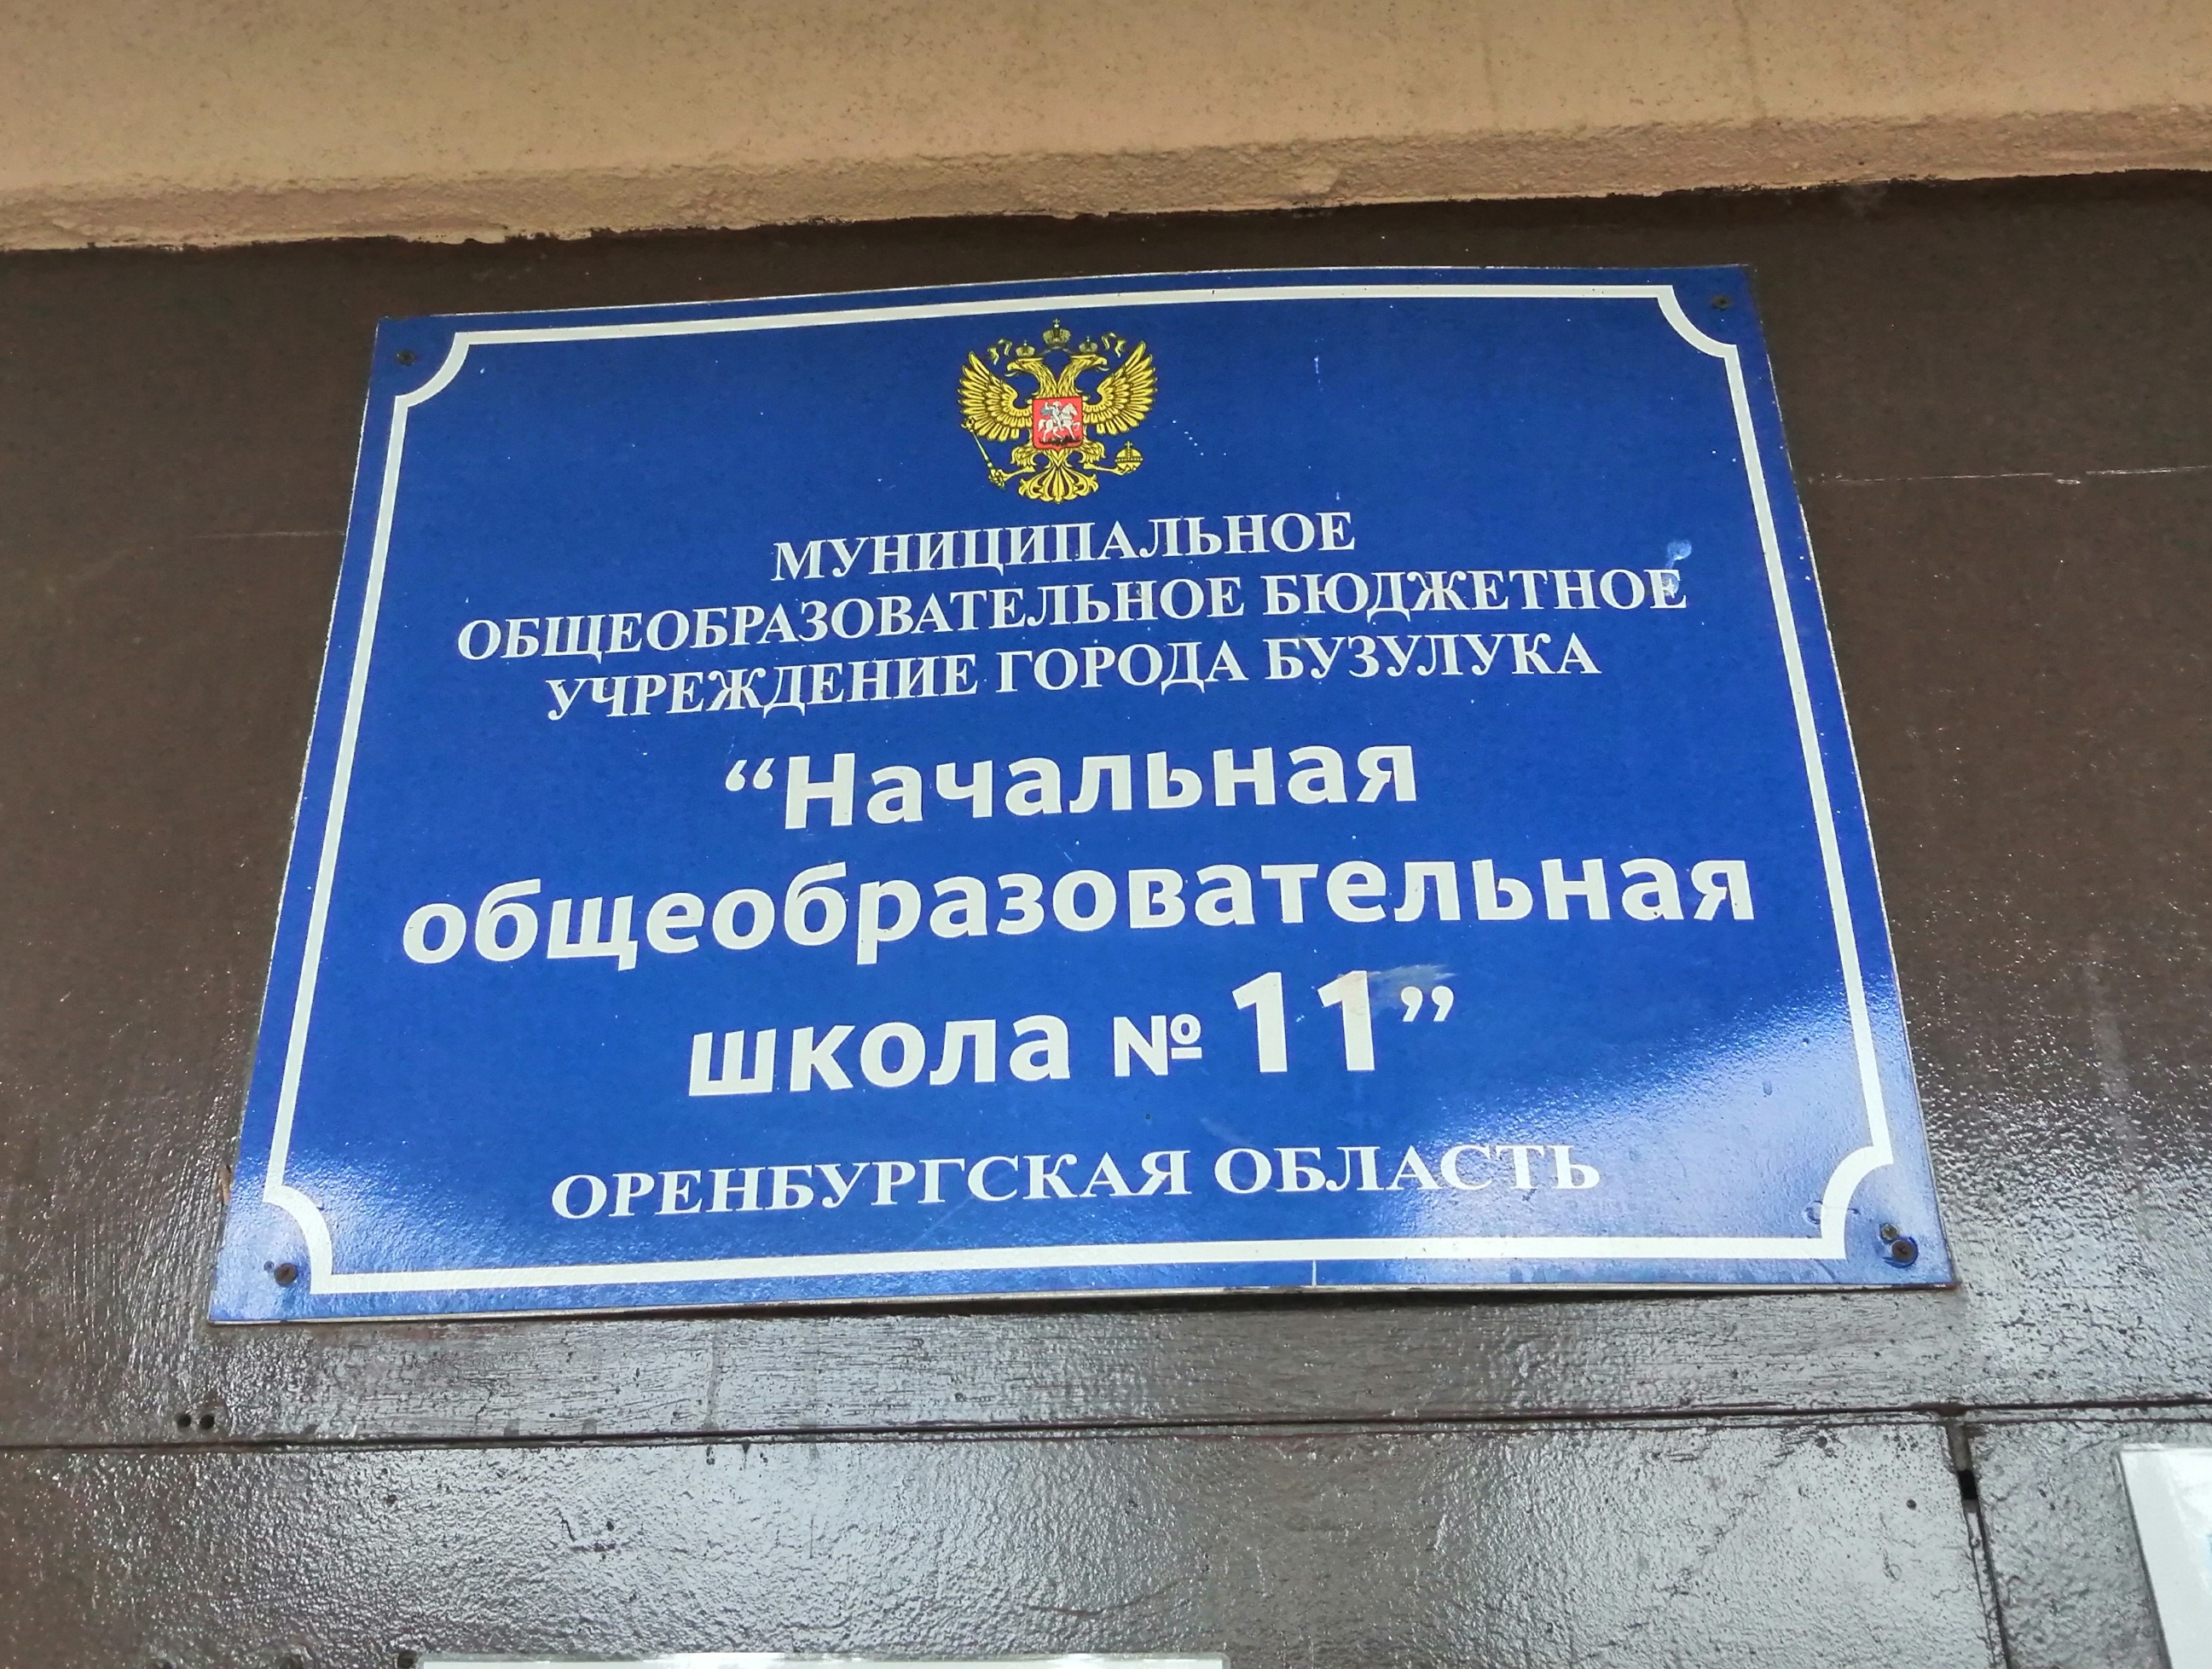 МУНИЦИПАЛЬНОЕ
ОБЩЕОБРАЗОВАТЕЛЬНОЕ БЮДЖЕТНОЕ
УЧРЕЖДЕНИЕ ГОРОДА БУЗУЛУКА
“Начальная
общеобразовательная
школа № 11”
ОРЕНБУРГСКАЯ ОБЛАСТЬ